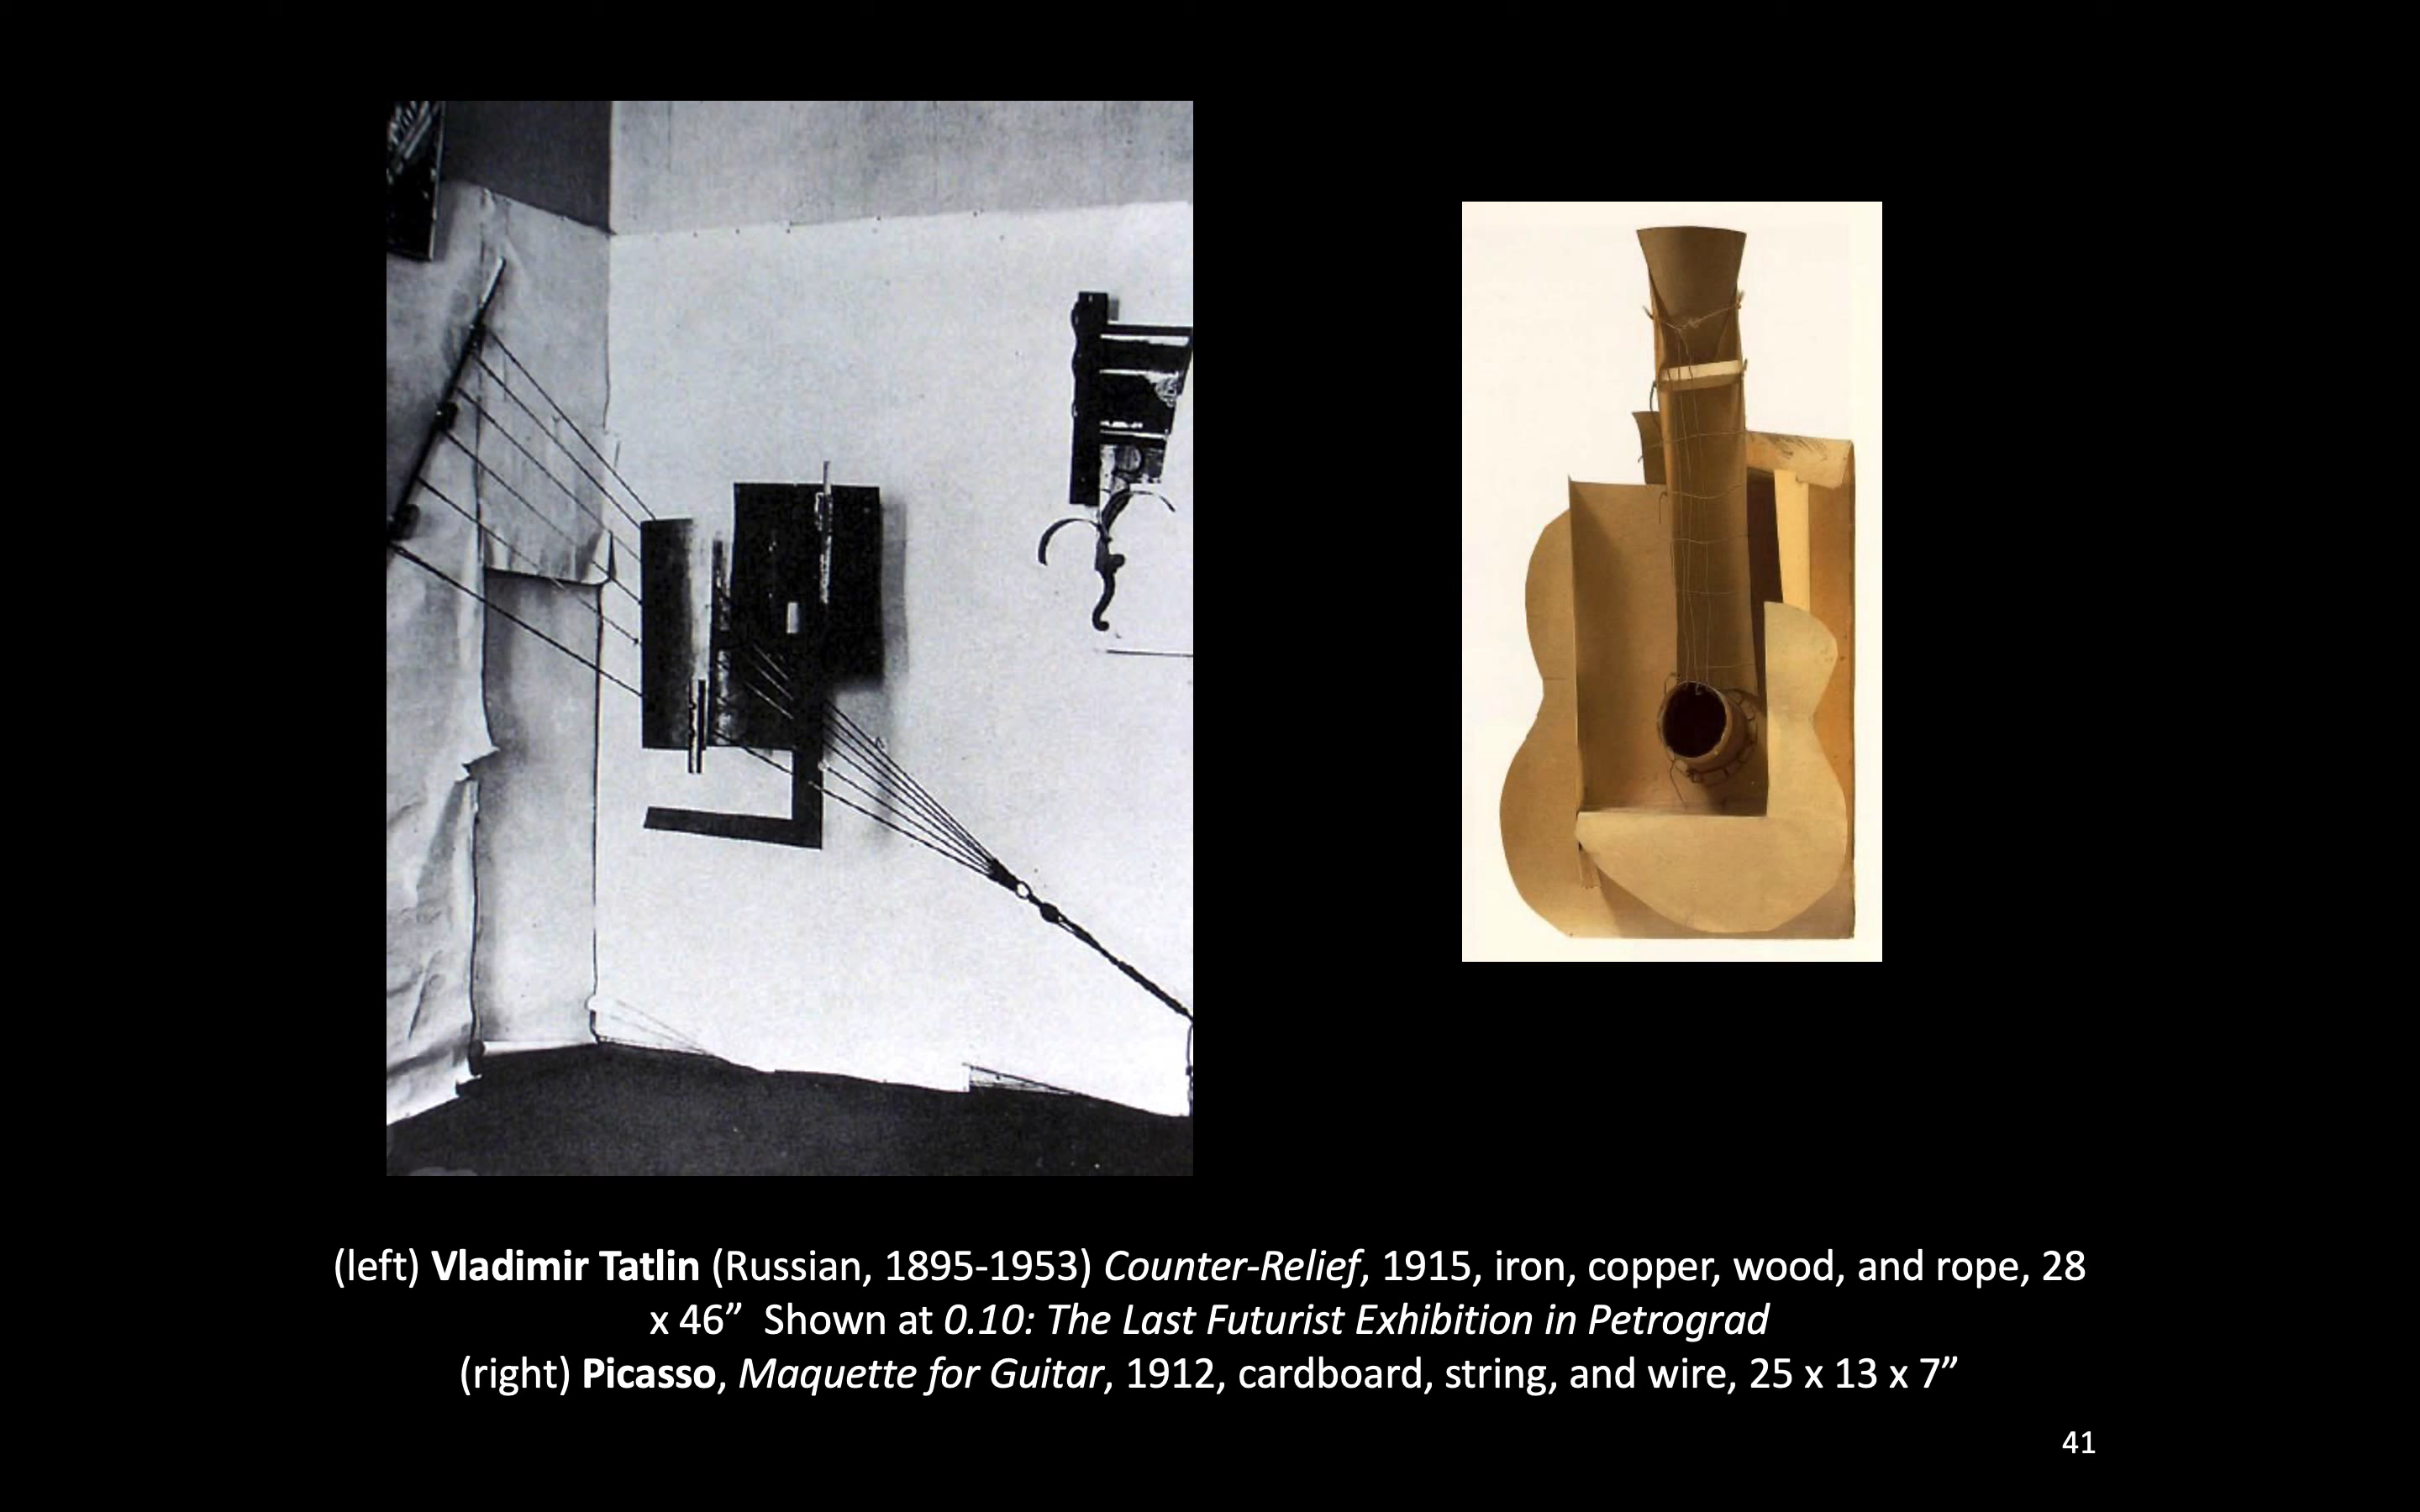 (left) Vladimir Tatlin (Russian, 1895-1953) Counter-Relief, 1915, iron, copper, wood, and rope, 28
x 46”  Shown at 0.10: The Last Futurist Exhibition in Petrograd
(right) Picasso, Maquette for Guitar, 1912, cardboard, string, and wire, 25 x 13 x 7”
41